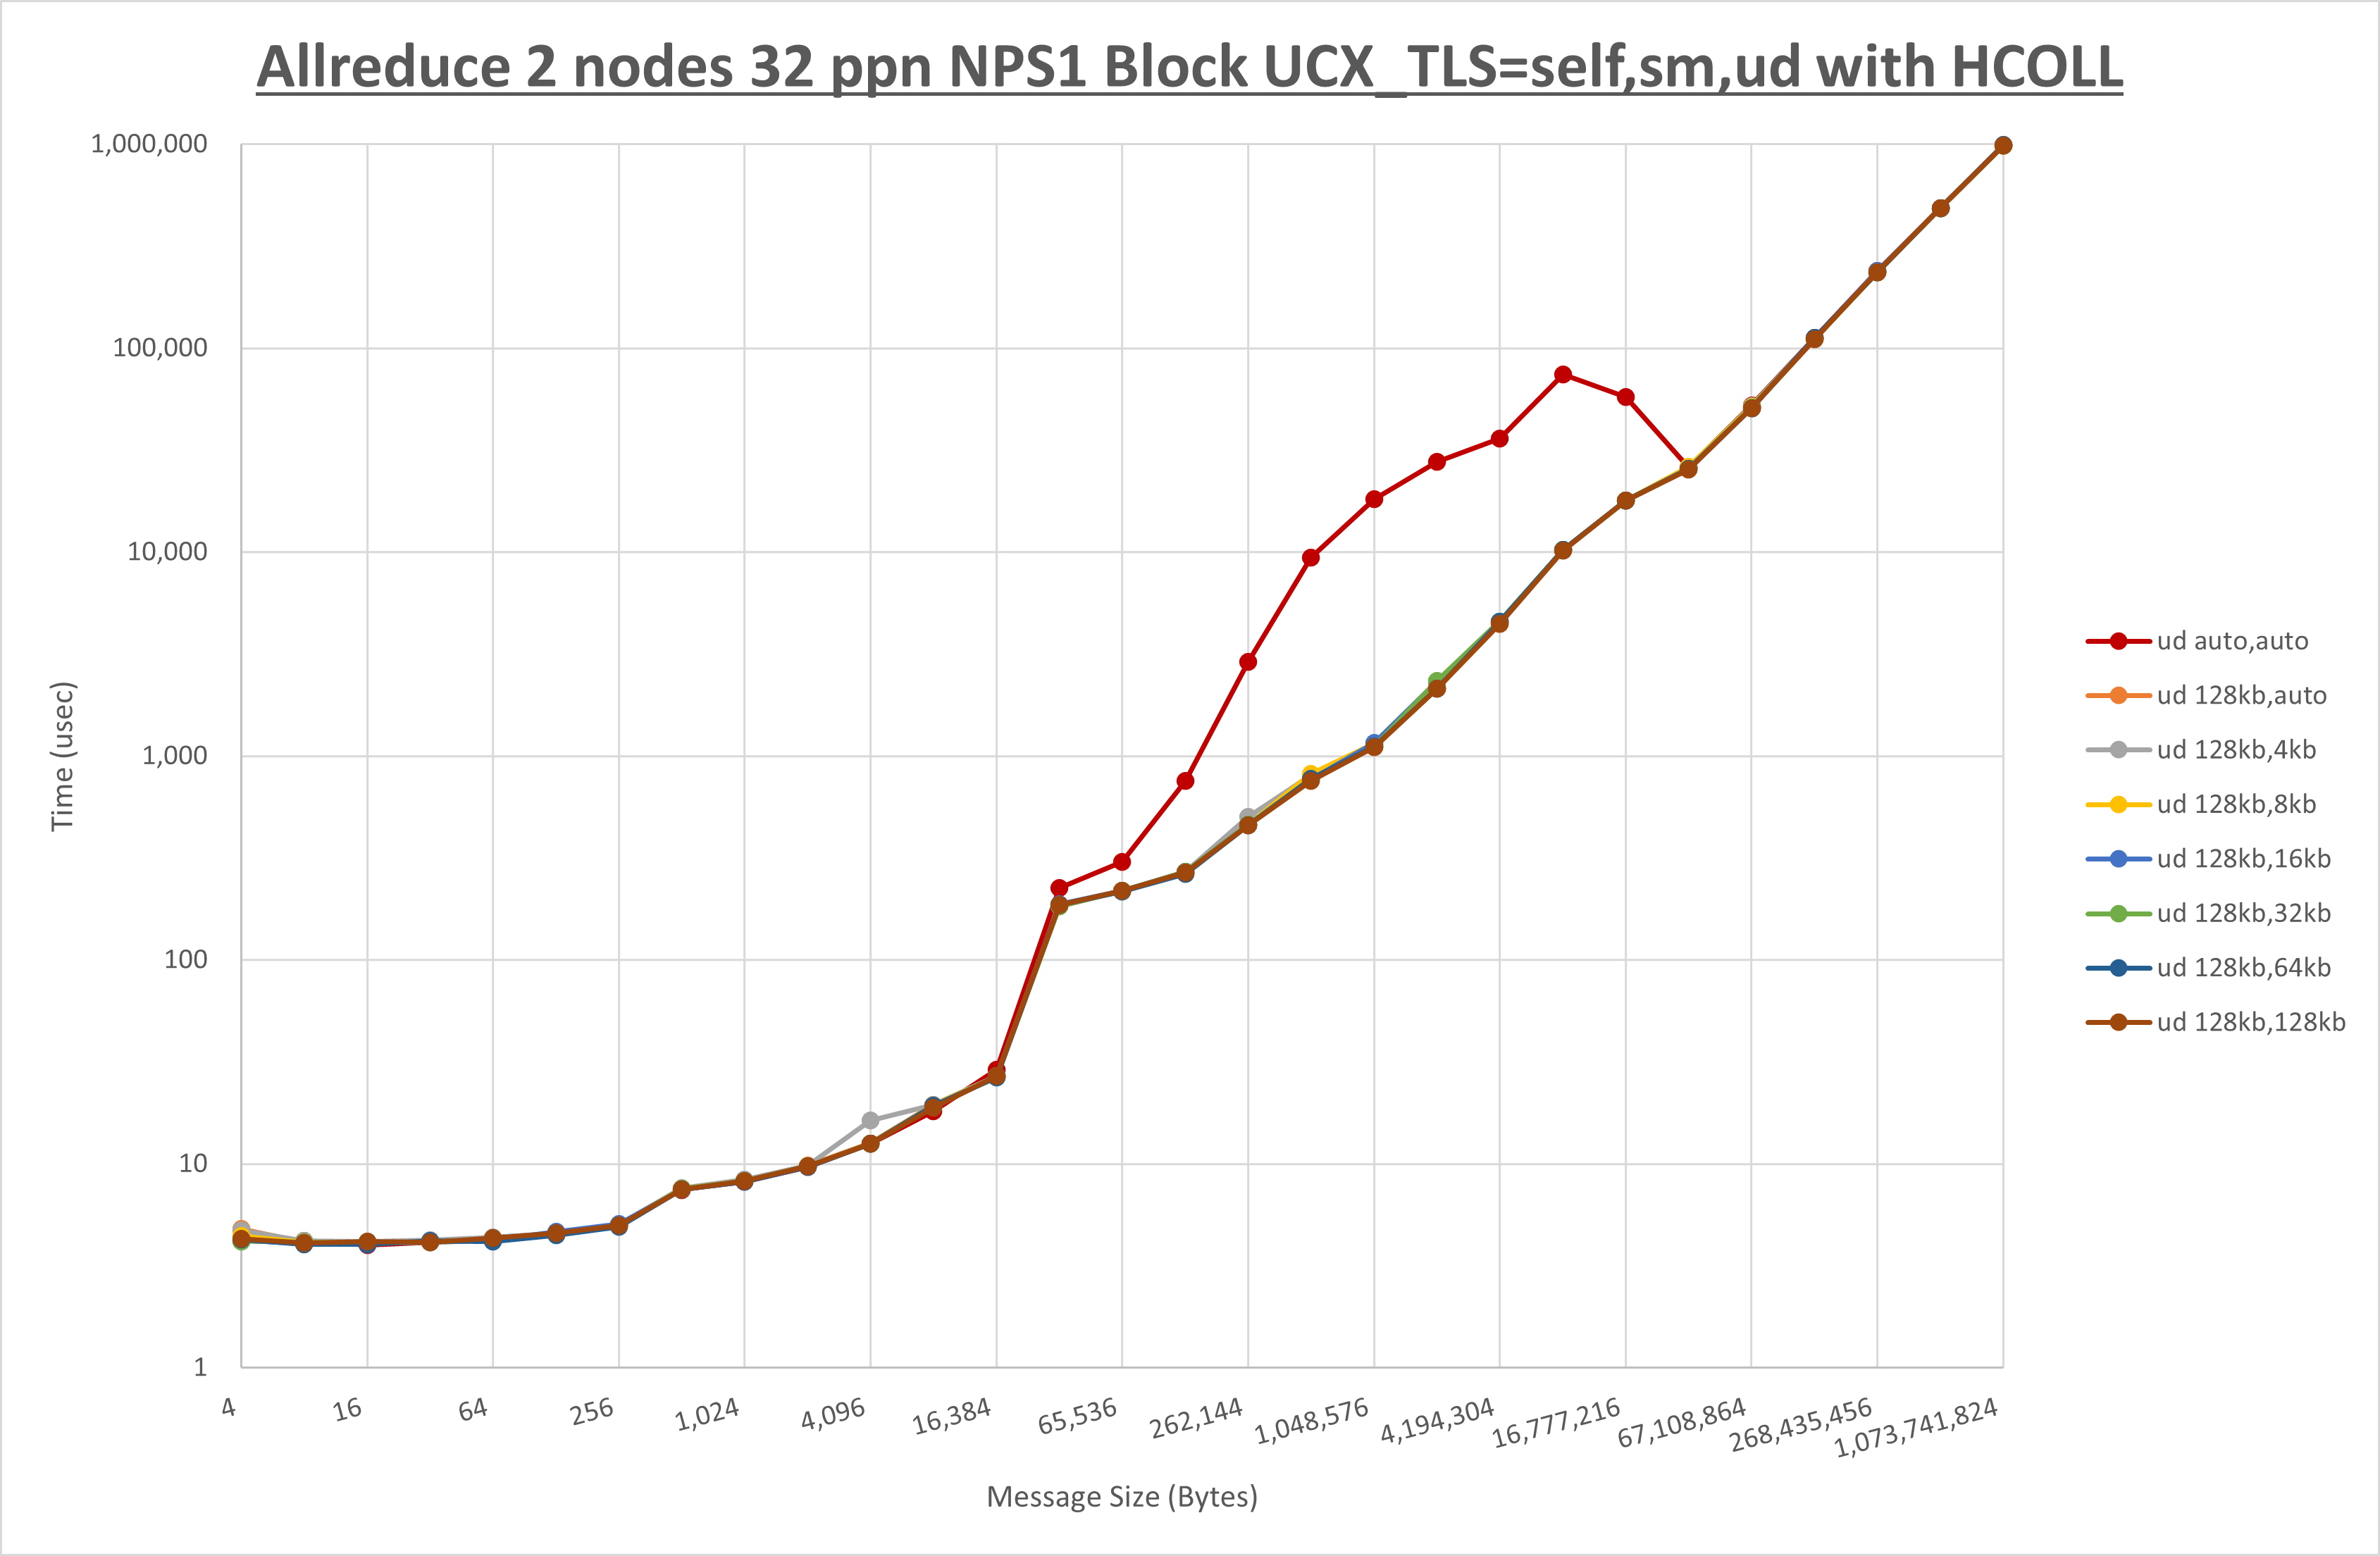 Allreduce 2 nodes 32 ppn NPS1 Block UCX_TLS=self,sm,ud with HCOLL
1,000,000
100,000
10,000
1,000
100
10
1
Time (usec)
4
16
64
256
1,024
4,096
16,384
65,536
262,144
1,048,576
4,194,304
16,777,216
67,108,864
268,435,456
1,073,741,824
Message Size (Bytes)
ud auto,auto
ud 128kb,auto
ud 128kb,4kb
ud 128kb,8kb
ud 128kb,16kb
ud 128kb,32kb
ud 128kb,64kb
ud 128kb,128kb